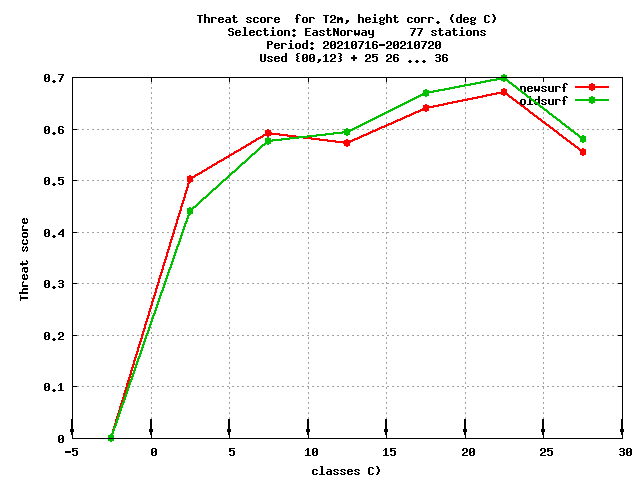 Threat score  for T2m, height corr. (deg C)
Selection: EastNorway     77 stations
Period: 20210716-20210720
Used {00,12} + 25 26 ... 36
0.7
newsurf
oldsurf
0.6
0.5
0.4
0.3
0.2
0.1
0
Threat score
-5 0 5 10 15 20 25 30
classes C)